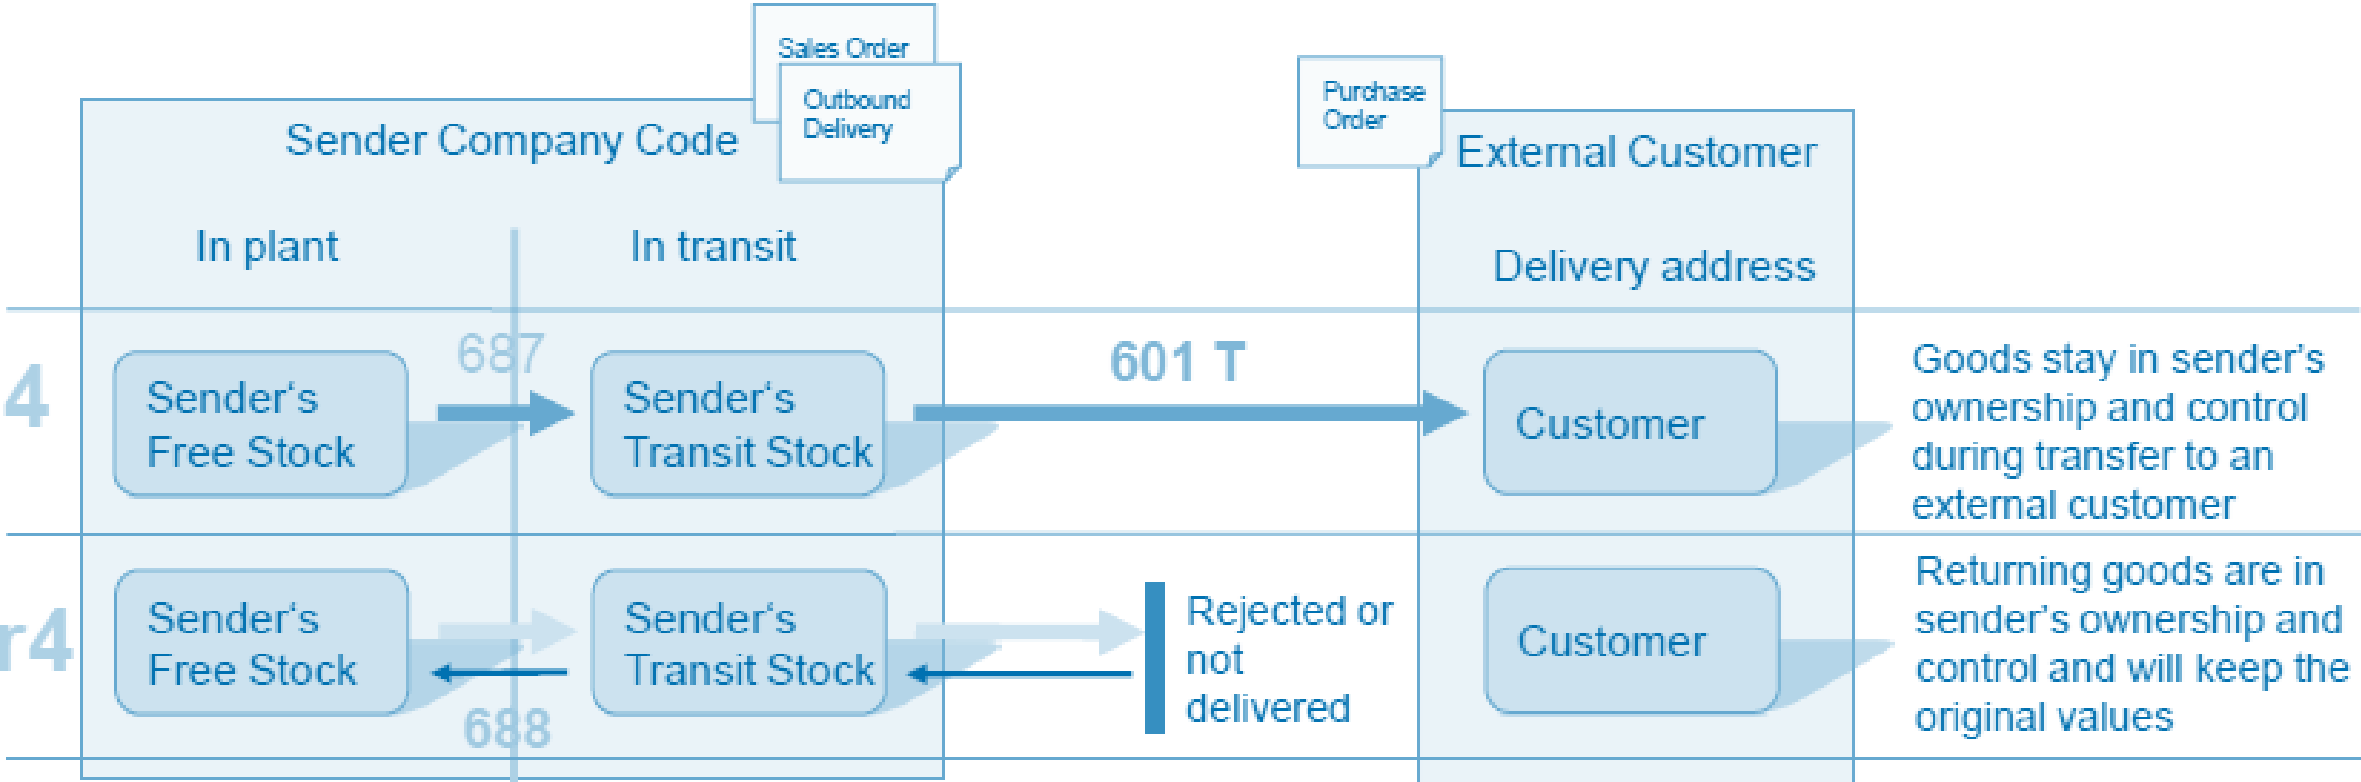 Sales Order
Outbound
Delivery
Purchase
Order
Sender Company Code
External Customer
In plant
In transit
Delivery address
4
687
601 T
Sender‘s
Free Stock
Sender‘s
Transit Stock
Customer
Goods stay in sender’s
ownership and control
during transfer to an
external customer
r4
Sender‘s
Free Stock
688
Sender‘s
Transit Stock
Rejected or
not
delivered
Customer
Returning goods are in
sender’s ownership and
control and will keep the
original values